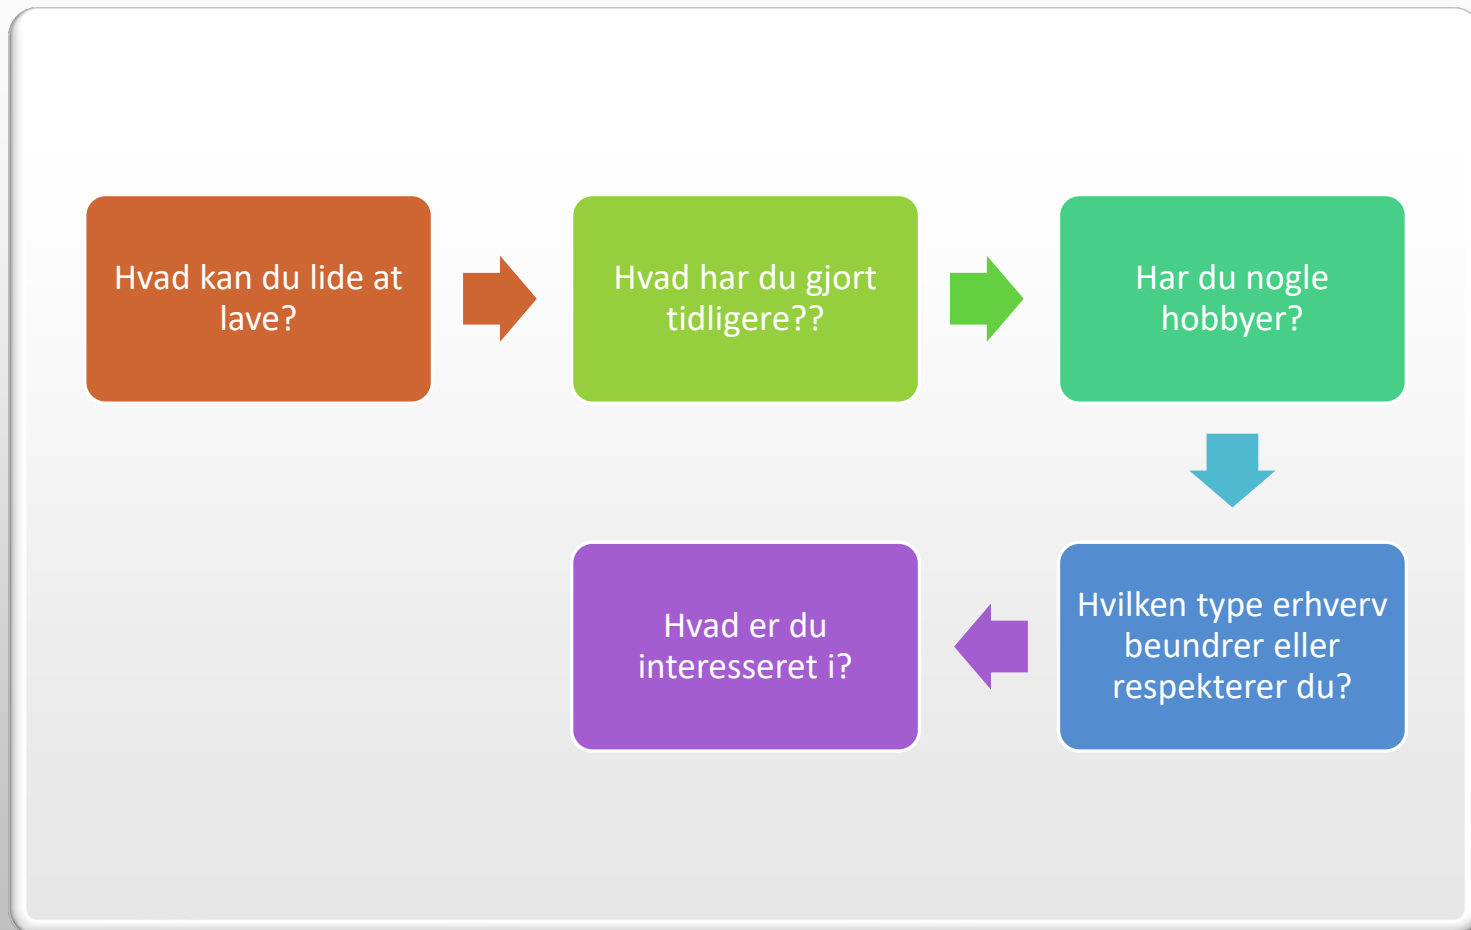 Hvad kan du lide at
lave?
Hvad har du gjort
tidligere??
Har du nogle
hobbyer?
Hvilken type erhverv
beundrer eller
respekterer du?
Hvad er du
interesseret i?